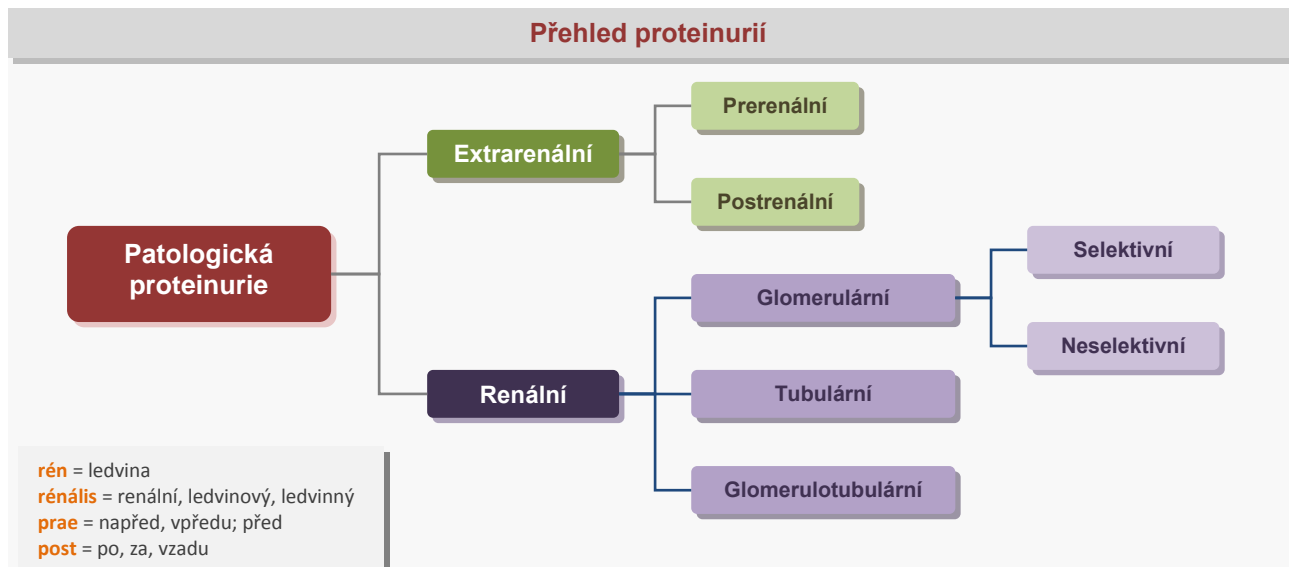 Přehled proteinurií
Prerenální
Extrarenální
Postrenální
Patologická
proteinurie
Selektivní
Glomerulární
Neselektivní
Renální
Tubulární
Glomerulotubulární
rén = ledvina
rénális = renální, ledvinový, ledvinný
prae = napřed, vpředu; před
post = po, za, vzadu